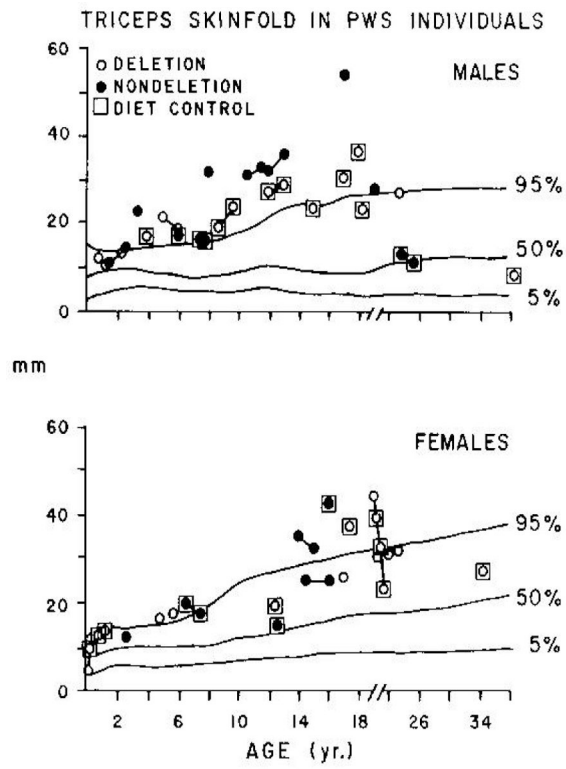 TRICEPS SKINFOLD IN PWS INDIVIDUALS
60
DELETION
NONDELETION
DIET CONTROL
MALES
40
95%
20
50%
5%
0
mm
60
FEMALES
40
95%
20
50%
5%
0
2 6 10 14 18 26 34
AGE (yr.)